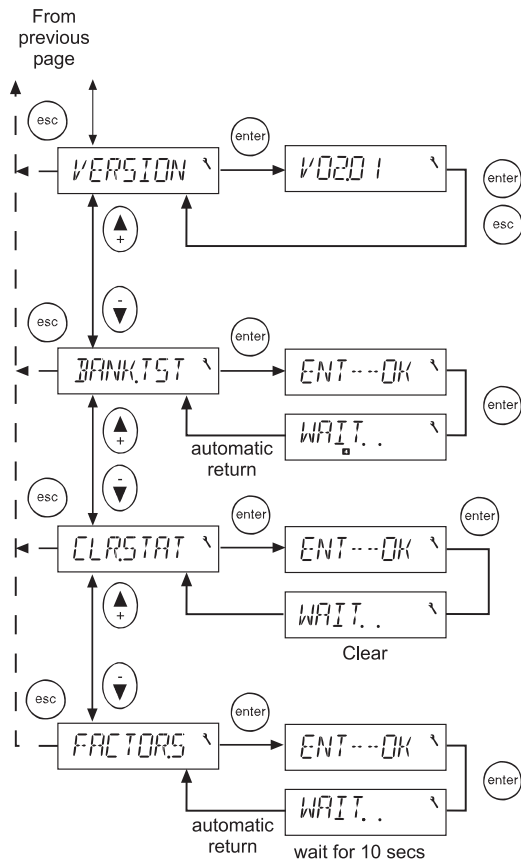 From
previous
page
esc
enter
VERSION
V02.01
enter
esc
+
-
esc
enter
BANK.TST
ENT---OK
enter
WAIT. .
automatic
return
+
-
esc
enter
enter
CLR.STAT
ENT---OK
WAIT. .
Clear
+
-
esc
enter
FACTOR.S
ENT---OK
enter
WAIT. .
automatic
return
wait for 10 secs